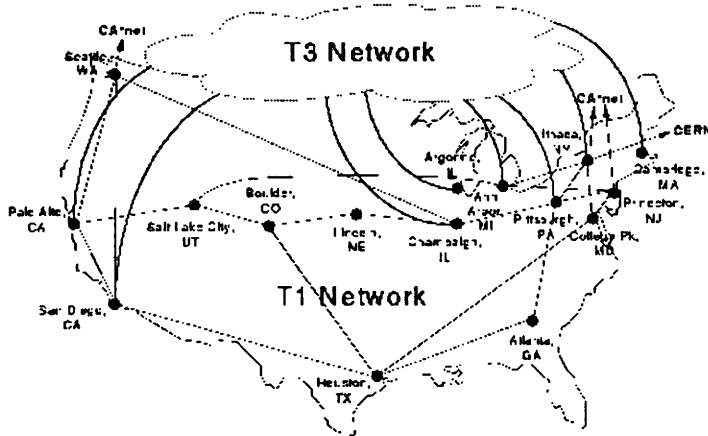 CA*net
Seattle,
WA
T3 Network
CA*net
Ithaca,
NY
CERN
Argonne,
IL
Cambridge,
MA
Boulder,
CO
Ann
Arbor,
MI
Palo Alto,
CA
Salt Lake City,
UT
Lincoln,
NE
Champaign,
IL
Pittsburgh,
PA
Princeton,
NJ
College Pk,
MD
San Diego,
CA
T1 Network
Atlanta,
GA
Houston,
TX